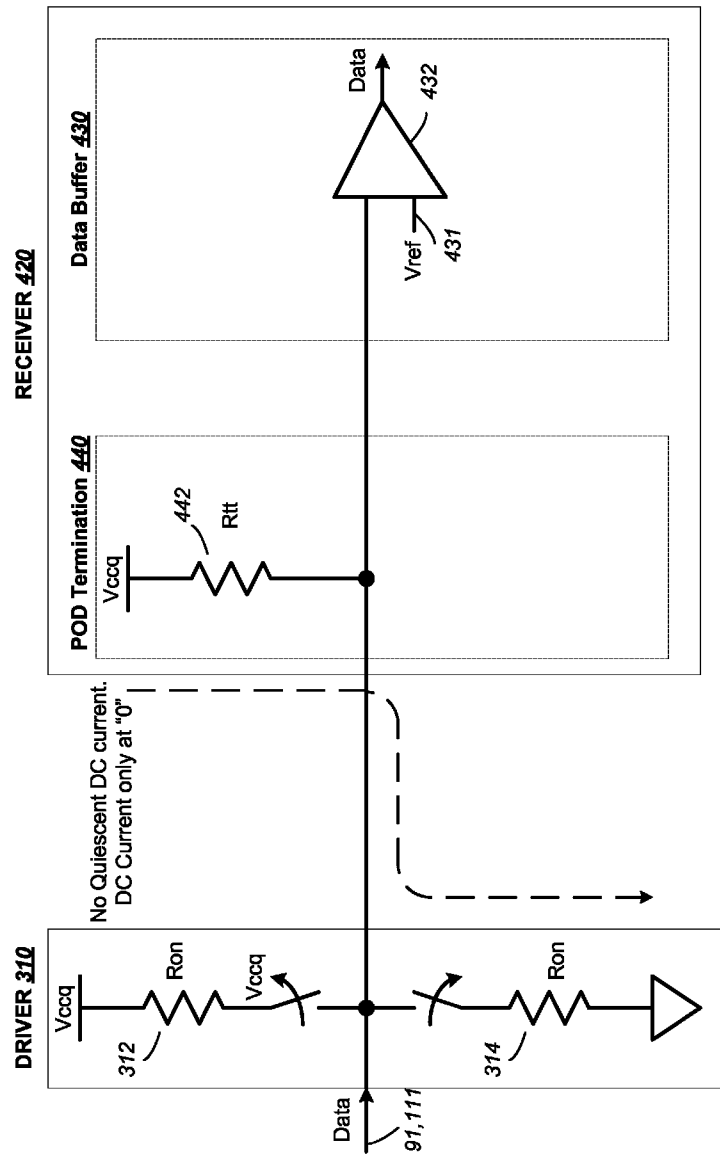 RECEIVER 420
POD Termination 440
Data Buffer 430
Vccq
442
Rtt
Data
432
Vref
431
No Quiescent DC current.
DC Current only at "0"
DRIVER 310
Vccq
Ron
312
Vccq
Data
91,111
Ron
314